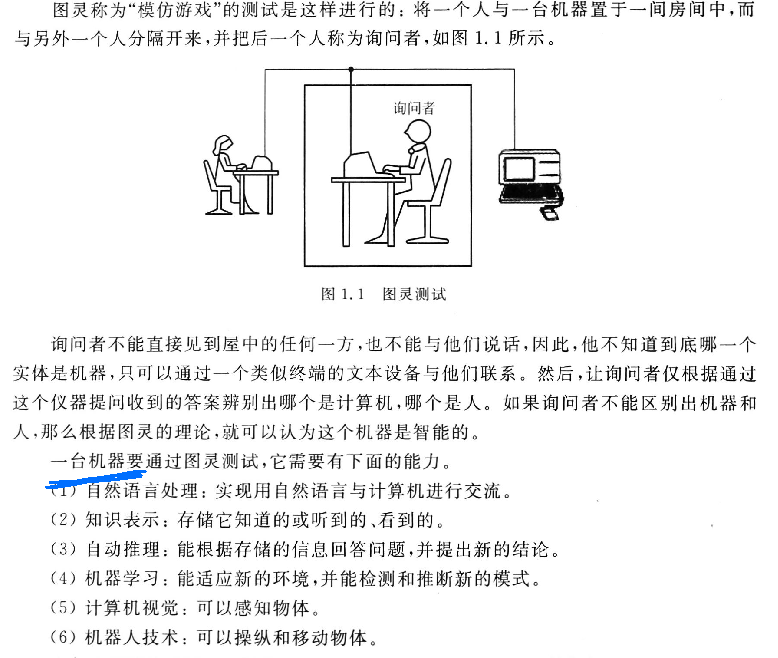 图灵称为“模仿游戏”的测试是这样进行的：将一个人与一台机器置于一间房间中，而
与另外一个人分隔开来，并把后一个人称为询问者，如图1.1所示。
询问者
图1.1 图灵测试
询问者不能直接见到屋中的任何一方，也不能与他们说话，因此，他不知道到底哪一个
实体是机器，只可以通过一个类似终端的文本设备与他们联系。然后，让询问者仅根据通过
这个仪器提问收到的答案辨别出哪个是计算机，哪个是人。如果询问者不能区别出机器和
人，那么根据图灵的理论，就可以认为这个机器是智能的。
一台机器要通过图灵测试，它需要有下面的能力。
（1）自然语言处理：实现用自然语言与计算机进行交流。
（2）知识表示：存储它知道的或听到的、看到的。
（3）自动推理：能根据存储的信息回答问题，并提出新的结论。
（4）机器学习：能适应新的环境，并能检测和推断新的模式。
（5）计算机视觉：可以感知物体。
（6）机器人技术：可以操纵和移动物体。